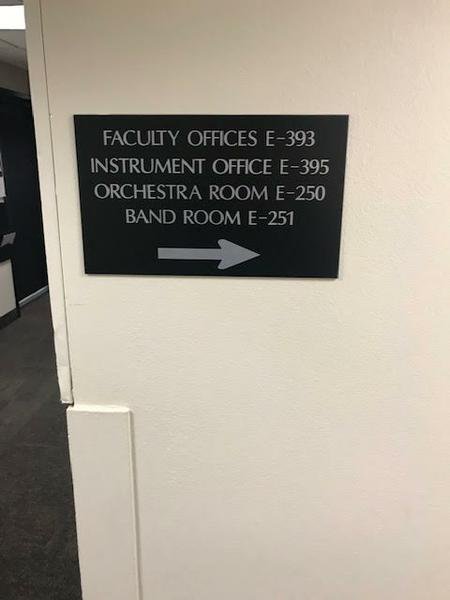 FACULTY OFFICES E-393
INSTRUMENT OFFICE E-395
ORCHESTRA ROOM E-250
BAND ROOM E-251